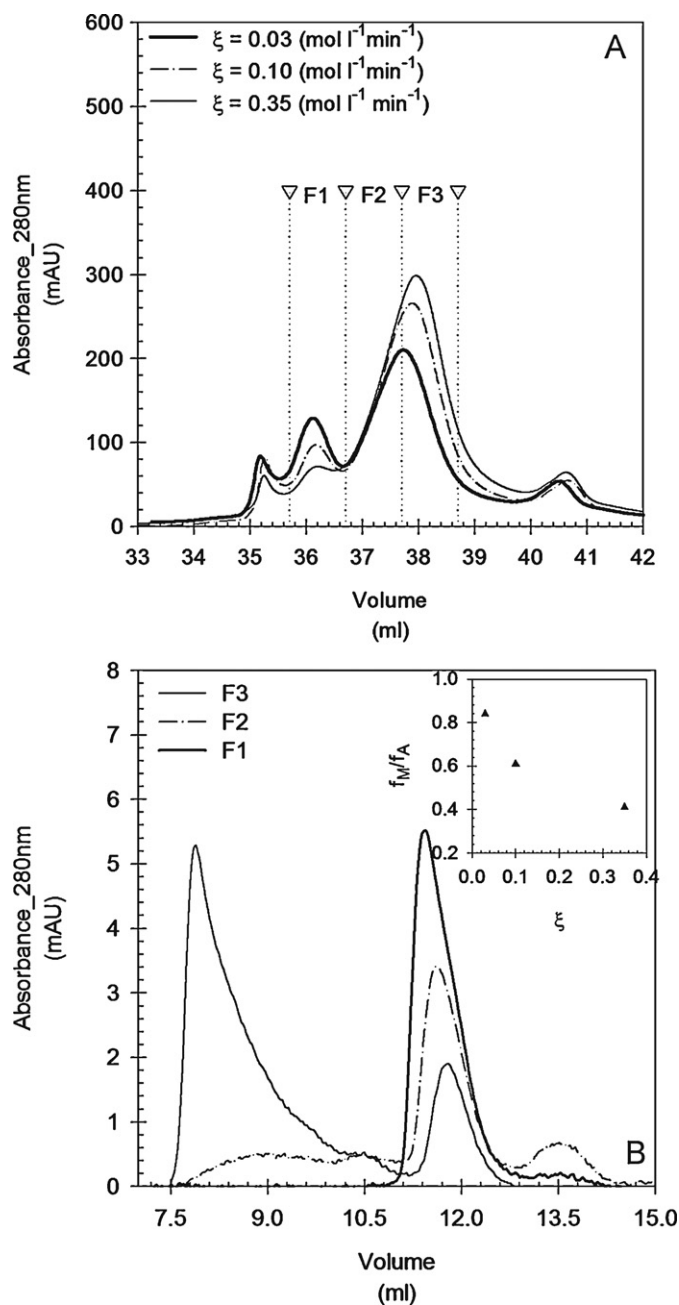 600
500
400
300
200
100
0
Absorbance_280nm
(mAU)
ξ = 0.03 (mol l⁻¹min⁻¹)
ξ = 0.10 (mol l⁻¹min⁻¹)
ξ = 0.35 (mol l⁻¹ min⁻¹)
A
F1 F2 F3
33 34 35 36 37 38 39 40 41 42
Volume
(ml)
8
7
6
5
4
3
2
1
0
Absorbance_280nm
(mAU)
F3
F2
F1
1.0
0.8
0.6
0.4
0.2
f_M/f_A
0.0 0.1 0.2 0.3 0.4
ξ
B
7.5 9.0 10.5 12.0 13.5 15.0
Volume
(ml)